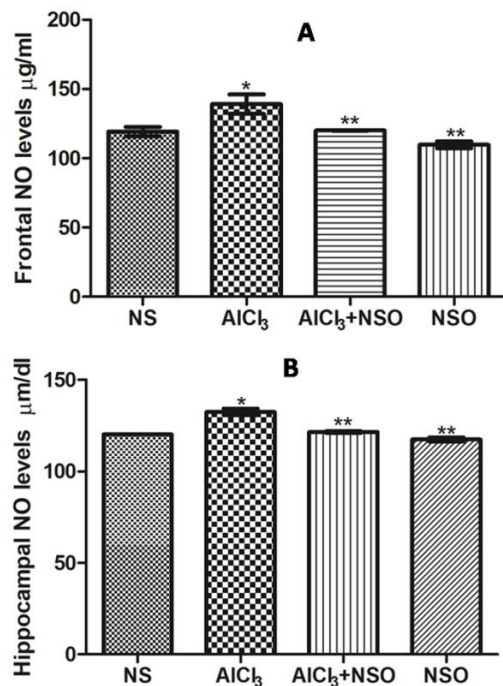 A
Frontal NO levels µg/ml
200
150
100
50
0
*
**
**
NS
AlCl₃
AlCl₃+NSO
NSO
B
Hippocampal NO levels µm/dl
150
100
50
0
*
**
**
NS
AlCl₃
AlCl₃+NSO
NSO